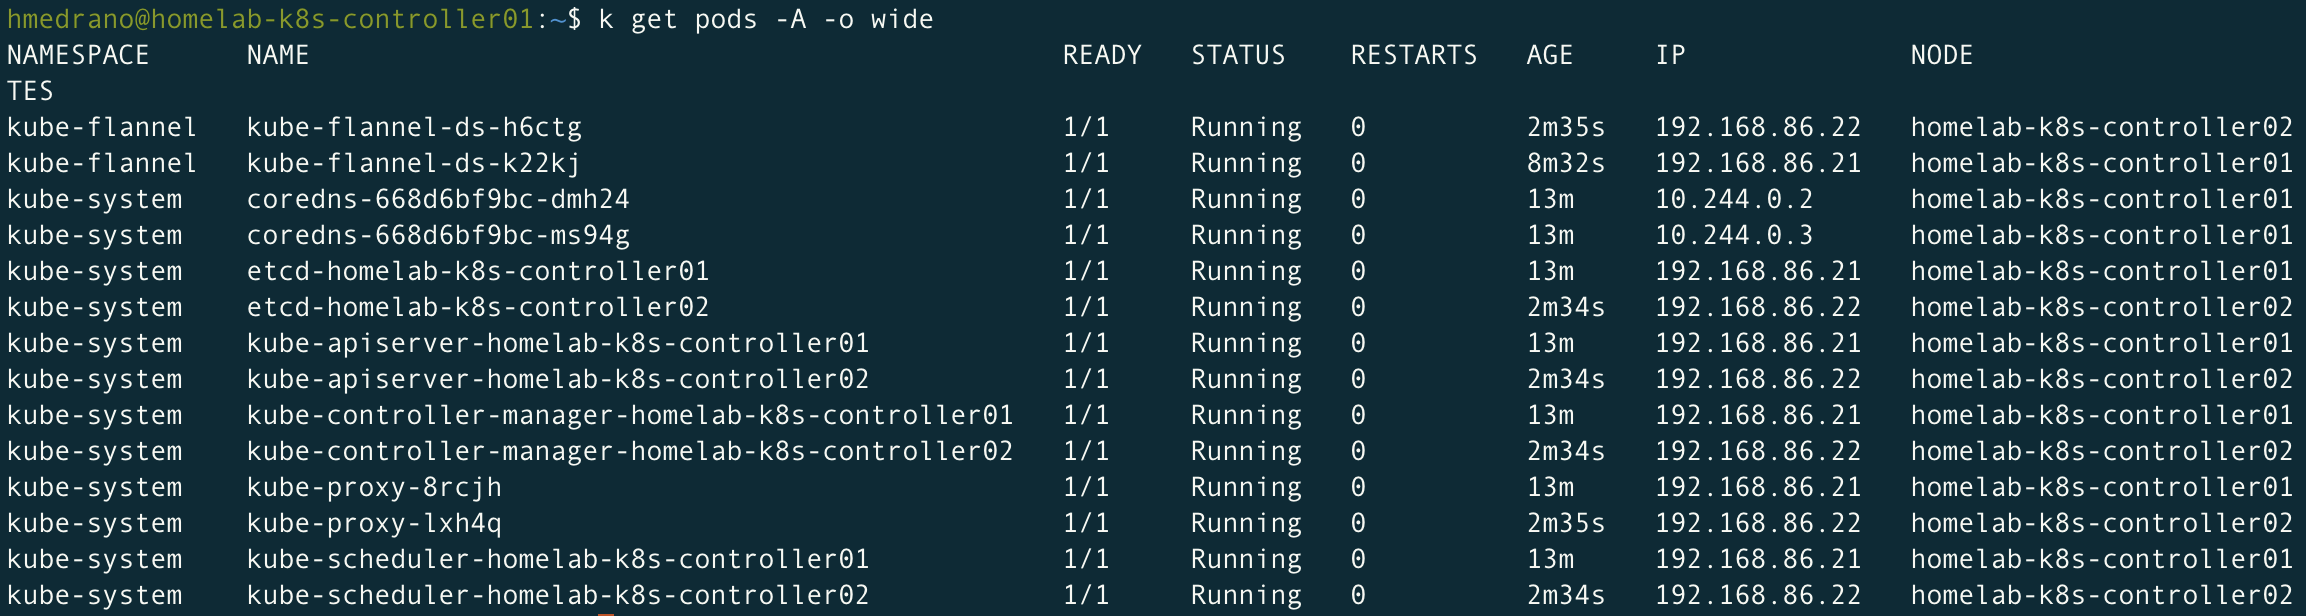 hmedrano@homelab-k8s-controller01:~$ k get pods -A -o wide
NAMESPACE NAME READY STATUS RESTARTS AGE IP NODE
TES
kube-flannel kube-flannel-ds-h6ctg 1/1 Running 0 2m35s 192.168.86.22 homelab-k8s-controller02
kube-flannel kube-flannel-ds-k22kj 1/1 Running 0 8m32s 192.168.86.21 homelab-k8s-controller01
kube-system coredns-668d6bf9bc-dmh24 1/1 Running 0 13m 10.244.0.2 homelab-k8s-controller01
kube-system coredns-668d6bf9bc-ms94g 1/1 Running 0 13m 10.244.0.3 homelab-k8s-controller01
kube-system etcd-homelab-k8s-controller01 1/1 Running 0 13m 192.168.86.21 homelab-k8s-controller01
kube-system etcd-homelab-k8s-controller02 1/1 Running 0 2m34s 192.168.86.22 homelab-k8s-controller02
kube-system kube-apiserver-homelab-k8s-controller01 1/1 Running 0 13m 192.168.86.21 homelab-k8s-controller01
kube-system kube-apiserver-homelab-k8s-controller02 1/1 Running 0 2m34s 192.168.86.22 homelab-k8s-controller02
kube-system kube-controller-manager-homelab-k8s-controller01 1/1 Running 0 13m 192.168.86.21 homelab-k8s-controller01
kube-system kube-controller-manager-homelab-k8s-controller02 1/1 Running 0 2m34s 192.168.86.22 homelab-k8s-controller02
kube-system kube-proxy-8rcjh 1/1 Running 0 13m 192.168.86.21 homelab-k8s-controller01
kube-system kube-proxy-lxh4q 1/1 Running 0 2m35s 192.168.86.22 homelab-k8s-controller02
kube-system kube-scheduler-homelab-k8s-controller01 1/1 Running 0 13m 192.168.86.21 homelab-k8s-controller01
kube-system kube-scheduler-homelab-k8s-controller02 1/1 Running 0 2m34s 192.168.86.22 homelab-k8s-controller02